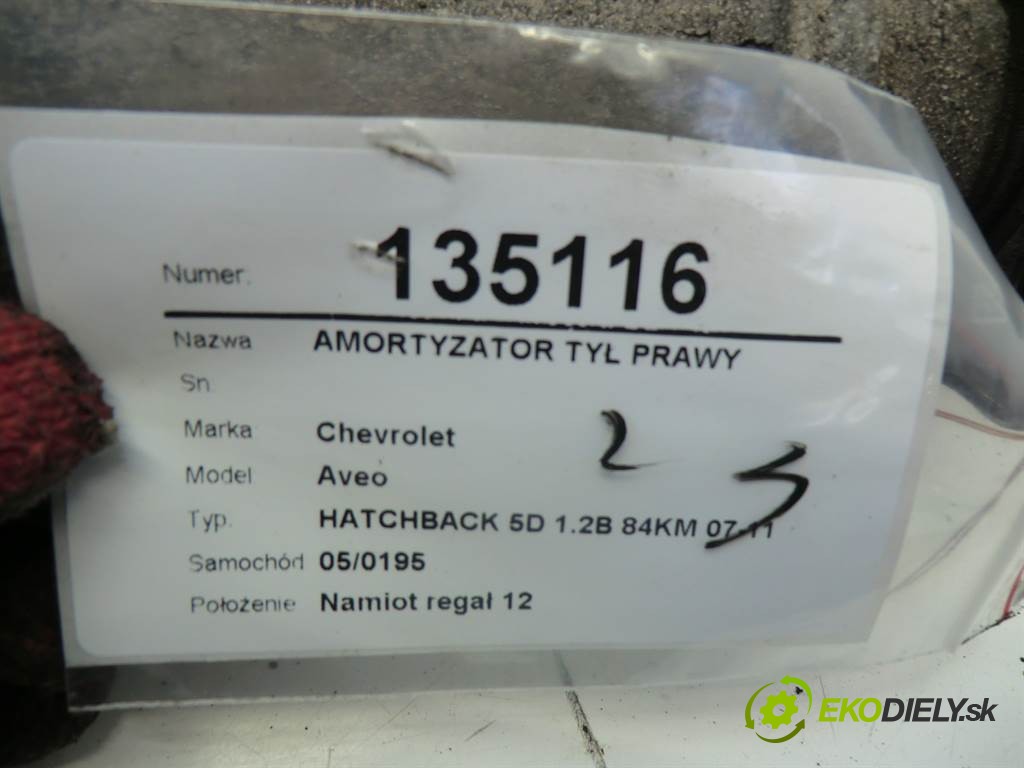 Numer: 135116
Nazwa AMORTYZATOR TYŁ PRAWY
Sn
Marka Chevrolet
Model Aveo
Typ. HATCHBACK 5D 1.2B 84KM 07-11
Samochód 05/0195
Położenie Namiot regał 12
2
EKODIELY.sk